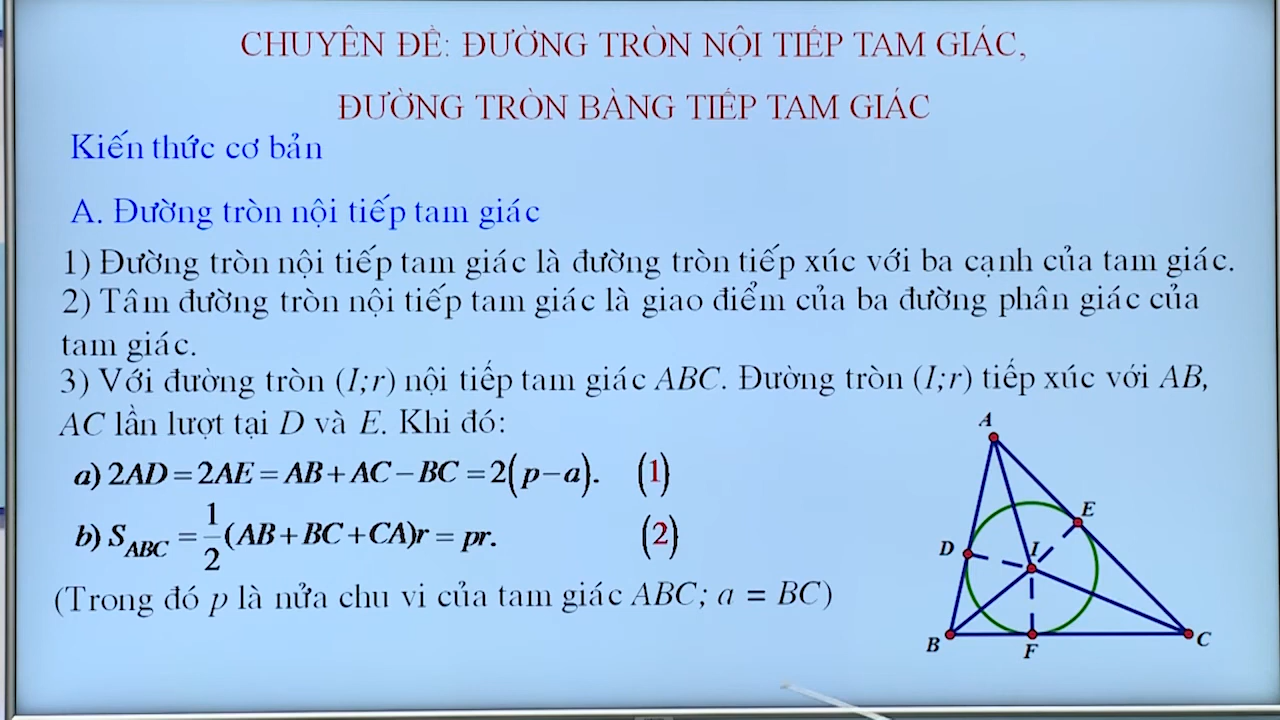 CHUYÊN ĐỀ: ĐƯỜNG TRÒN NỘI TIẾP TAM GIÁC,
ĐƯỜNG TRÒN BÀNG TIẾP TAM GIÁC
Kiến thức cơ bản
A. Đường tròn nội tiếp tam giác
1) Đường tròn nội tiếp tam giác là đường tròn tiếp xúc với ba cạnh của tam giác.
2) Tâm đường tròn nội tiếp tam giác là giao điểm của ba đường phân giác của
tam giác.
3) Với đường tròn (I;r) nội tiếp tam giác ABC. Đường tròn (I;r) tiếp xúc với AB,
AC lần lượt tại D và E. Khi đó:
a) 2AD = 2AE = AB + AC − BC = 2(p − a). (1)
b) S_ABC = 1/2 (AB + BC + CA)r = pr. (2)
(Trong đó p là nửa chu vi của tam giác ABC; a = BC)
A
E
D
I
B
F
C